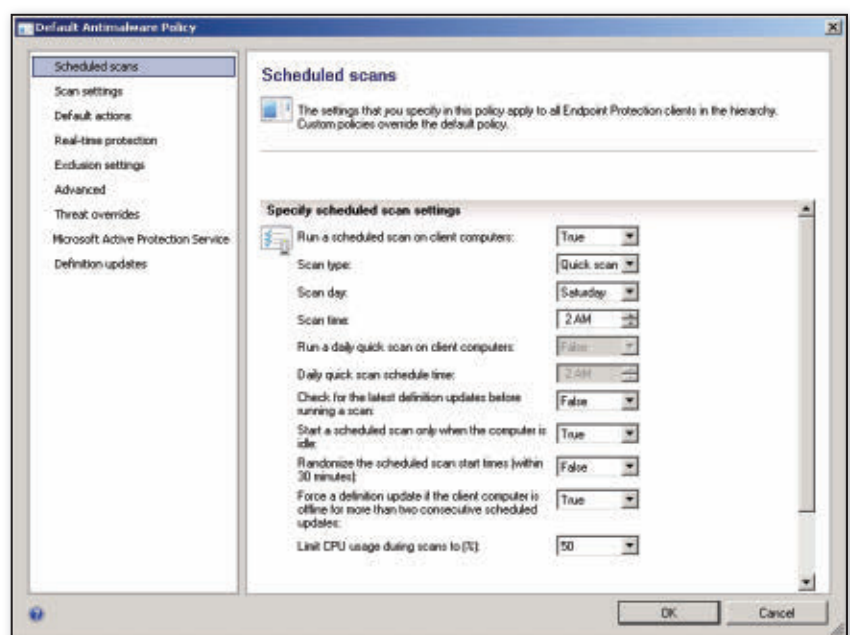 Default Antimalware Policy
Scheduled scans
Scan settings
Default actions
Real-time protection
Exclusion settings
Advanced
Threat overrides
Microsoft Active Protection Service
Definition updates
Scheduled scans
The settings that you specify in this policy apply to all Endpoint Protection clients in the hierarchy.
Custom policies override the default policy.
Specify scheduled scan settings
Run a scheduled scan on client computers: True
Scan type: Quick scan
Scan day: Saturday
Scan time: 2 AM
Run a daily quick scan on client computers: False
Daily quick scan schedule time: 2 AM
Check for the latest definition updates before
running a scan: False
Start a scheduled scan only when the computer is
idle: True
Randomize the scheduled scan start times (within
30 minutes): False
Force a definition update if the client computer is
offline for more than two consecutive scheduled
updates: True
Limit CPU usage during scans to (%): 50
OK Cancel